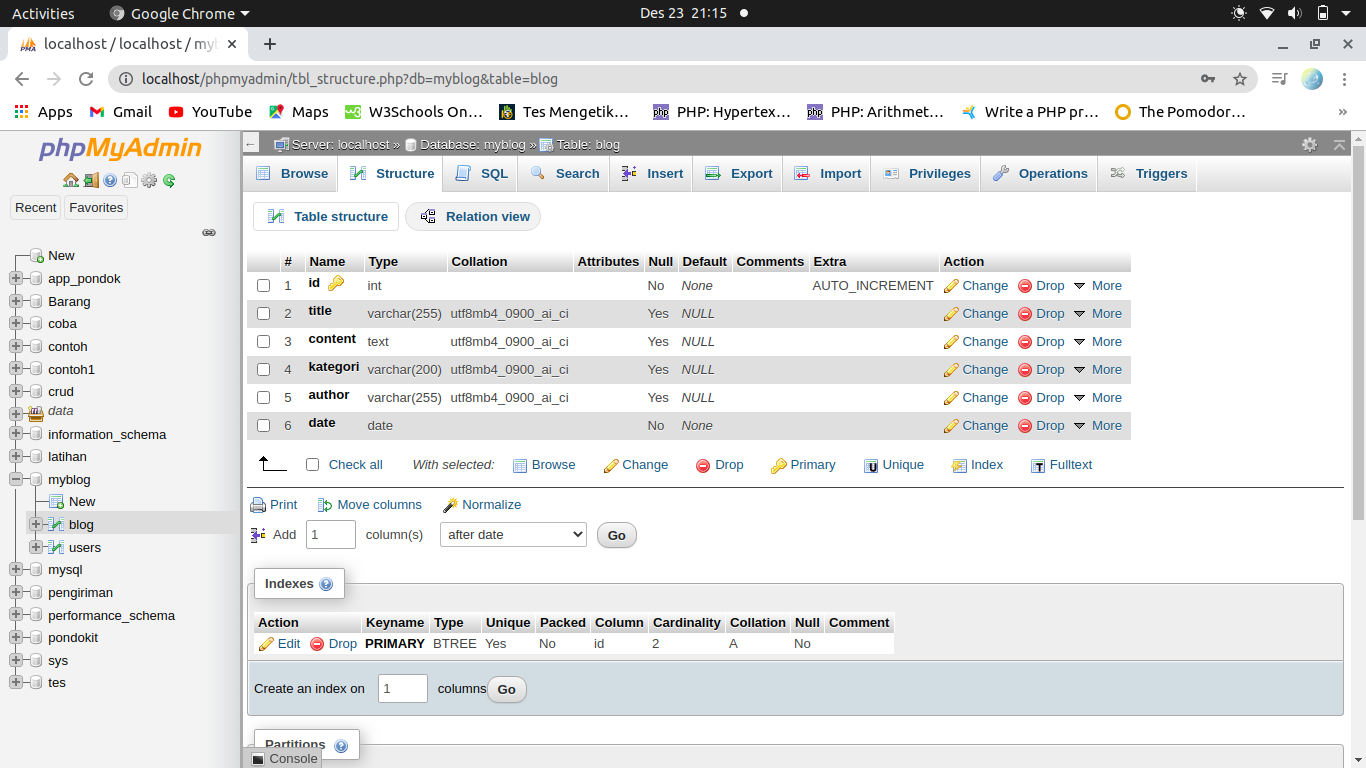 Activities Google Chrome Des 23 21:15
localhost / localhost / myb
localhost/phpmyadmin/tbl_structure.php?db=myblog&table=blog
Apps Gmail YouTube Maps W3Schools On… Tes Mengetik… PHP: Hypertex… PHP: Arithmet… Write a PHP pr… The Pomodor… »
phpMyAdmin
Recent Favorites
New
app_pondok
Barang
coba
contoh
contoh1
crud
data
information_schema
latihan
myblog
New
blog
users
mysql
pengiriman
performance_schema
pondokit
sys
tes
Server: localhost » Database: myblog » Table: blog
Browse Structure SQL Search Insert Export Import Privileges Operations Triggers
Table structure Relation view
# Name Type Collation Attributes Null Default Comments Extra Action
1 id int No None AUTO_INCREMENT Change Drop More
2 title varchar(255) utf8mb4_0900_ai_ci Yes NULL Change Drop More
3 content text utf8mb4_0900_ai_ci Yes NULL Change Drop More
4 kategori varchar(200) utf8mb4_0900_ai_ci Yes NULL Change Drop More
5 author varchar(255) utf8mb4_0900_ai_ci Yes NULL Change Drop More
6 date date No None Change Drop More
Check all With selected: Browse Change Drop Primary Unique Index Fulltext
Print Move columns Normalize
Add 1 column(s) after date Go
Indexes
Action Keyname Type Unique Packed Column Cardinality Collation Null Comment
Edit Drop PRIMARY BTREE Yes No id 2 A No
Create an index on 1 columns Go
Partitions
Console